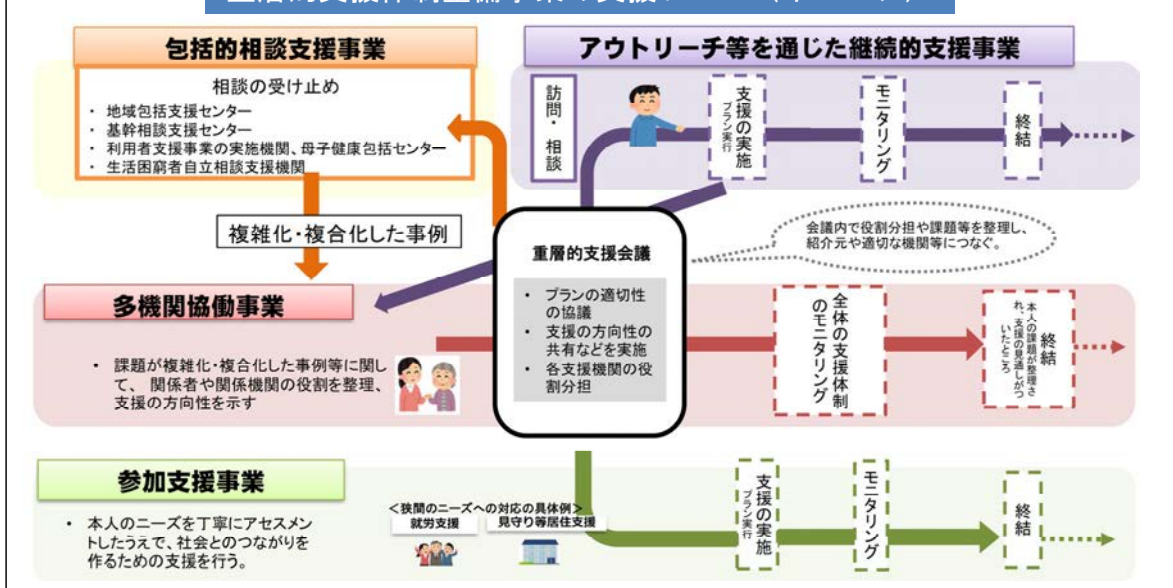 包括的相談支援事業
相談の受け止め
・ 地域包括支援センター
・ 基幹相談支援センター
・ 利用者支援事業の実施機関、母子健康包括センター
・ 生活困窮者自立相談支援機関
複雑化・複合化した事例
アウトリーチ等を通じた継続的支援事業
訪問・相談
支援の実施
プラン実行
モニタリング
終結
会議内で役割分担や課題等を整理し、
紹介元や適切な機関等につなぐ。
重層的支援会議
・ プランの適切性
の協議
・ 支援の方向性の
共有などを実施
・ 各支援機関の役
割分担
多機関協働事業
・ 課題が複雑化・複合化した事例等に関し
て、 関係者や関係機関の役割を整理、
支援の方向性を示す
全体の支援体制
のモニタリング
終結
本人の課題が整理さ
れ、支援の見通しがつ
いたところ
参加支援事業
・ 本人のニーズを丁寧にアセスメン
トしたうえで、社会とのつながりを
作るための支援を行う。
<狭間のニーズへの対応の具体例>
就労支援
見守り等居住支援
支援の実施
プラン実行
モニタリング
終結